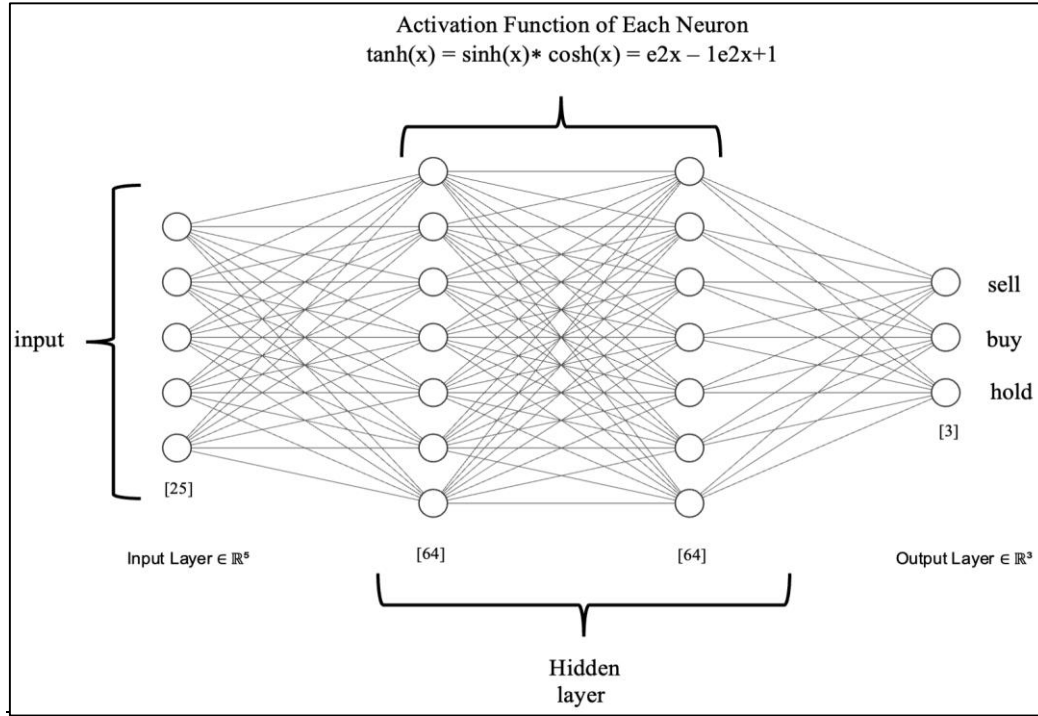 Activation Function of Each Neuron
tanh(x) = sinh(x)* cosh(x) = e2x – 1e2x+1
input
sell
buy
hold
[3]
[25]
[64]
[64]
Input Layer ∈ ℝ⁵
Output Layer ∈ ℝ³
Hidden
layer